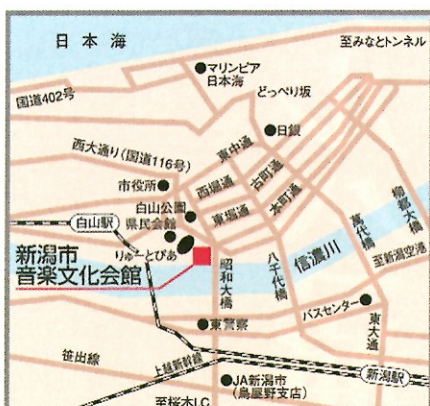 日本海
至みなとトンネル
マリンピア
日本海
国道402号
どっぺり坂
日銀
西大通り(国道116号)
東中通
市役所
西堀通
古町通
白山公園
東堀通
本町通
県民会館
白山駅
りゅーとぴあ
柳都大橋
萬代橋
信濃川
新潟市
音楽文化会館
昭和大橋
八千代橋
至新潟空港
バスセンター
東警察
東大通
笹出線
上越新幹線
新潟駅
JA新潟市
(鳥屋野支店)
至桜木I.C